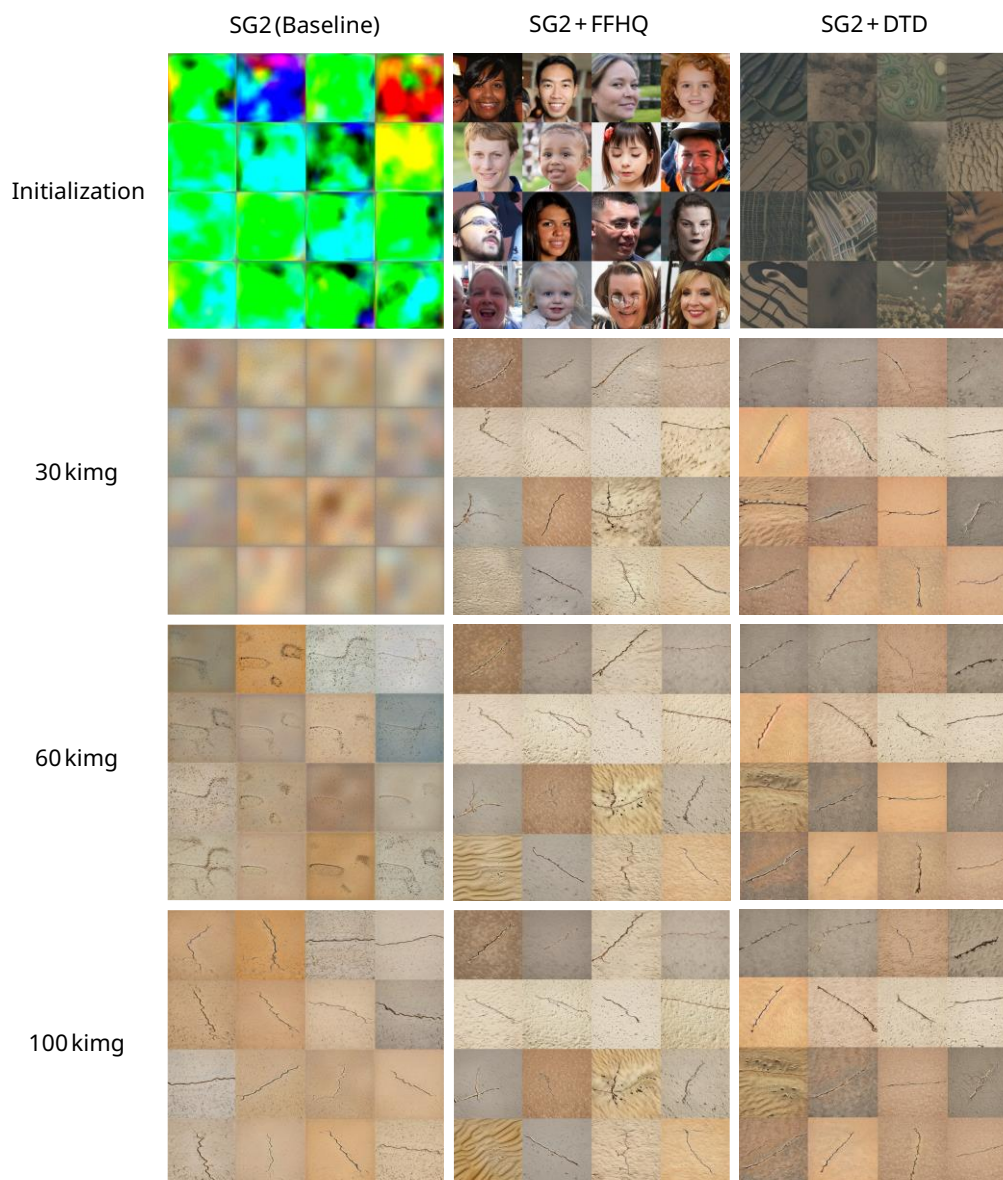 SG2 (Baseline) SG2 + FFHQ SG2 + DTD
Initialization
30 kimg
60 kimg
100 kimg